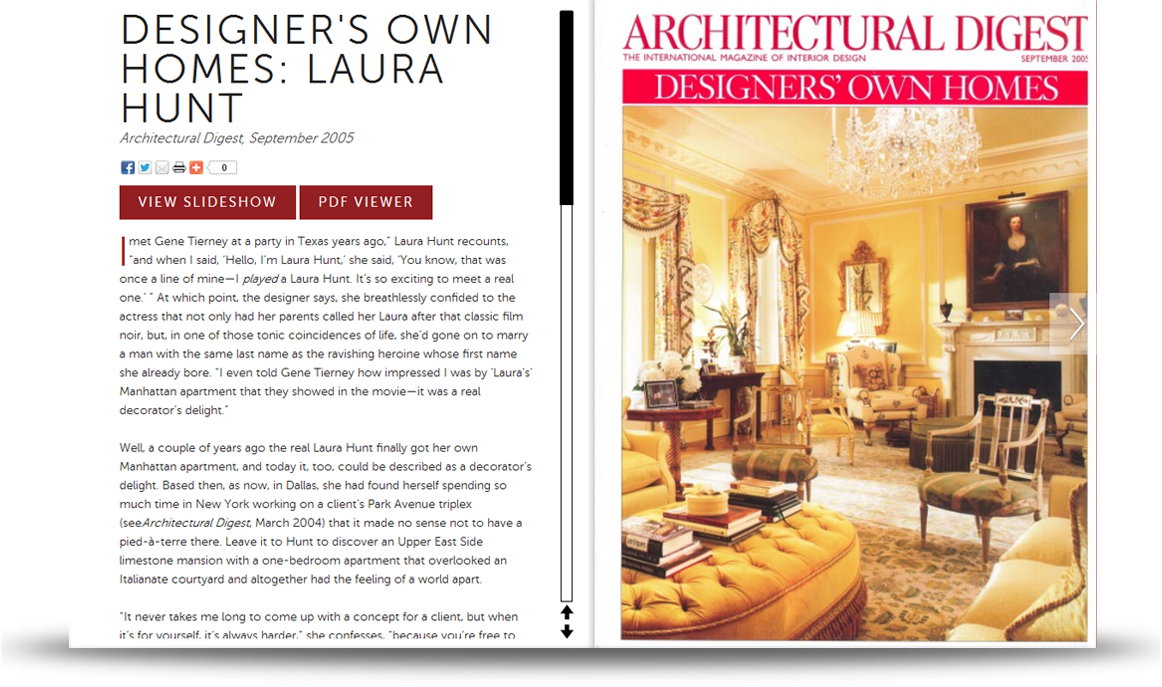 DESIGNER'S OWN
HOMES: LAURA
HUNT
Architectural Digest, September 2005
0
VIEW SLIDESHOW PDF VIEWER
I met Gene Tierney at a party in Texas years ago," Laura Hunt recounts,
"and when I said, 'Hello, I'm Laura Hunt,' she said, 'You know, that was
once a line of mine—I played a Laura Hunt. It's so exciting to meet a real
one.' " At which point, the designer says, she breathlessly confided to the
actress that not only had her parents called her Laura after that classic film
noir, but, in one of those tonic coincidences of life, she'd gone on to marry
a man with the same last name as the ravishing heroine whose first name
she already bore. "I even told Gene Tierney how impressed I was by 'Laura's'
Manhattan apartment that they showed in the movie—it was a real
decorator's delight."
Well, a couple of years ago the real Laura Hunt finally got her own
Manhattan apartment, and today it, too, could be described as a decorator's
delight. Based then, as now, in Dallas, she had found herself spending so
much time in New York working on a client's Park Avenue triplex
(seeArchitectural Digest, March 2004) that it made no sense not to have a
pied-à-terre there. Leave it to Hunt to discover an Upper East Side
limestone mansion with a one-bedroom apartment that overlooked an
Italianate courtyard and altogether had the feeling of a world apart.
"It never takes me long to come up with a concept for a client, but when
it's for yourself, it's always harder," she confesses, "because you're free to
ARCHITECTURAL DIGEST
THE INTERNATIONAL MAGAZINE OF INTERIOR DESIGN SEPTEMBER 2005
DESIGNERS' OWN HOMES